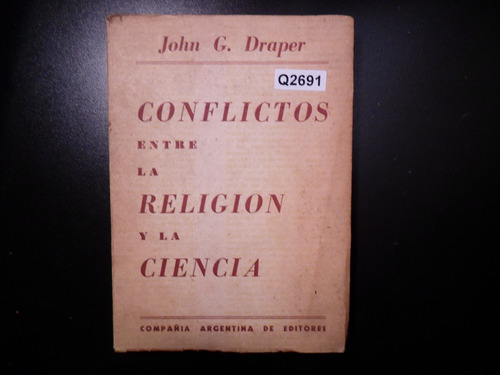 John G. Draper
Q2691
CONFLICTOS
ENTRE
LA
RELIGION
Y LA
CIENCIA
COMPAÑIA ARGENTINA DE EDITORES